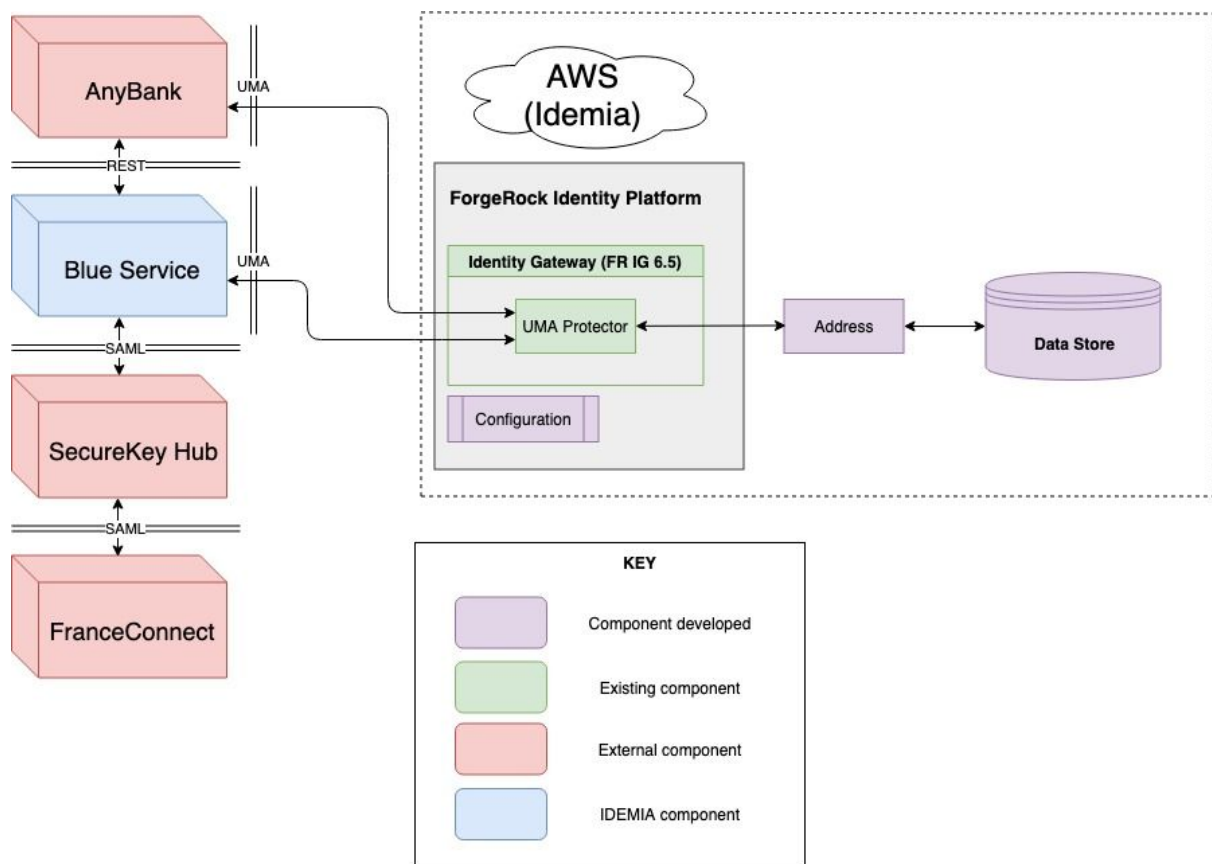 AnyBank
UMA
REST
Blue Service
UMA
SAML
SecureKey Hub
SAML
FranceConnect
AWS
(Idemia)
ForgeRock Identity Platform
Identity Gateway (FR IG 6.5)
UMA Protector
Configuration
Address
Data Store
KEY
Component developed
Existing component
External component
IDEMIA component